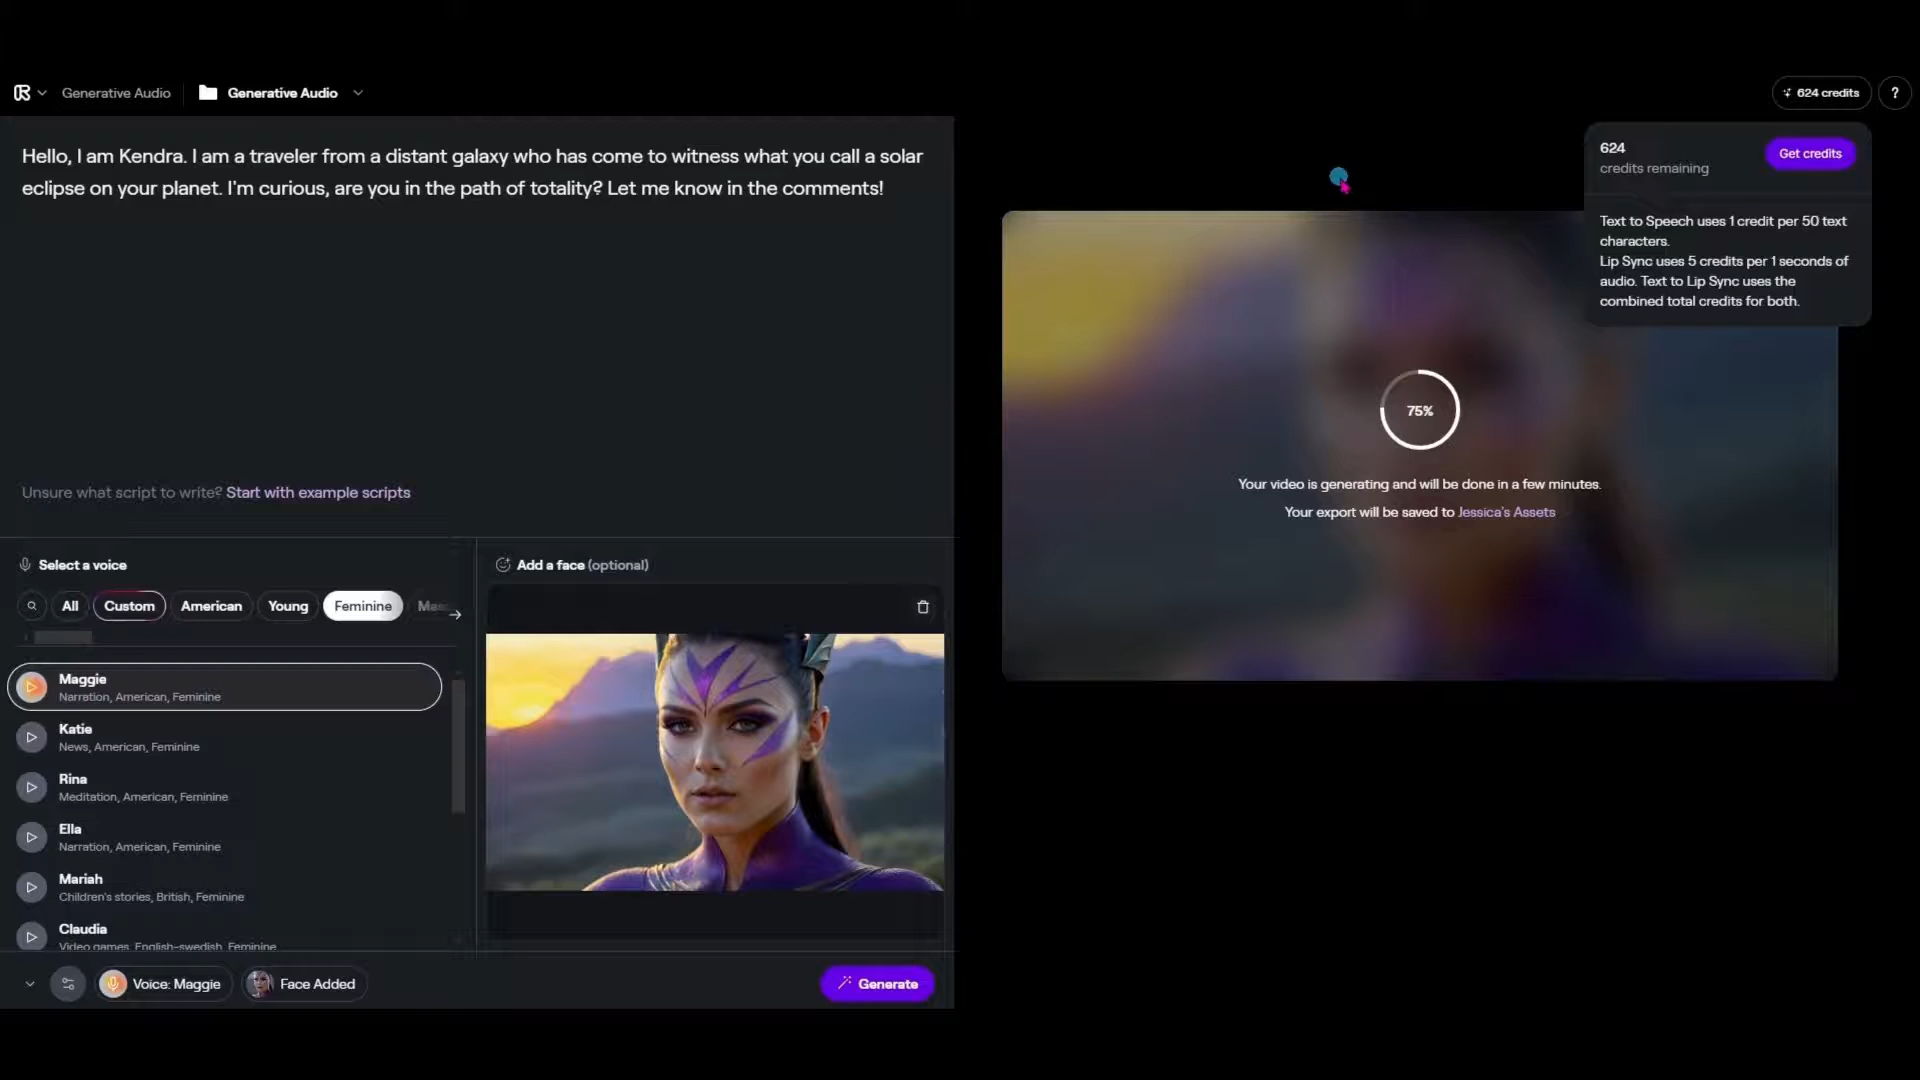 Generative Audio
Generative Audio
624 credits
?
Hello, I am Kendra. I am a traveler from a distant galaxy who has come to witness what you call a solar
eclipse on your planet. I'm curious, are you in the path of totality? Let me know in the comments!
624
credits remaining
Get credits
Text to Speech uses 1 credit per 50 text
characters.
Lip Sync uses 5 credits per 1 seconds of
audio. Text to Lip Sync uses the
combined total credits for both.
75%
Your video is generating and will be done in a few minutes.
Your export will be saved to Jessica's Assets
Unsure what script to write? Start with example scripts
Select a voice
All
Custom
American
Young
Feminine
Maggie
Narration, American, Feminine
Katie
News, American, Feminine
Rina
Meditation, American, Feminine
Ella
Narration, American, Feminine
Mariah
Children's stories, British, Feminine
Claudia
Video games, English-swedish, Feminine
Add a face (optional)
Voice: Maggie
Face Added
Generate